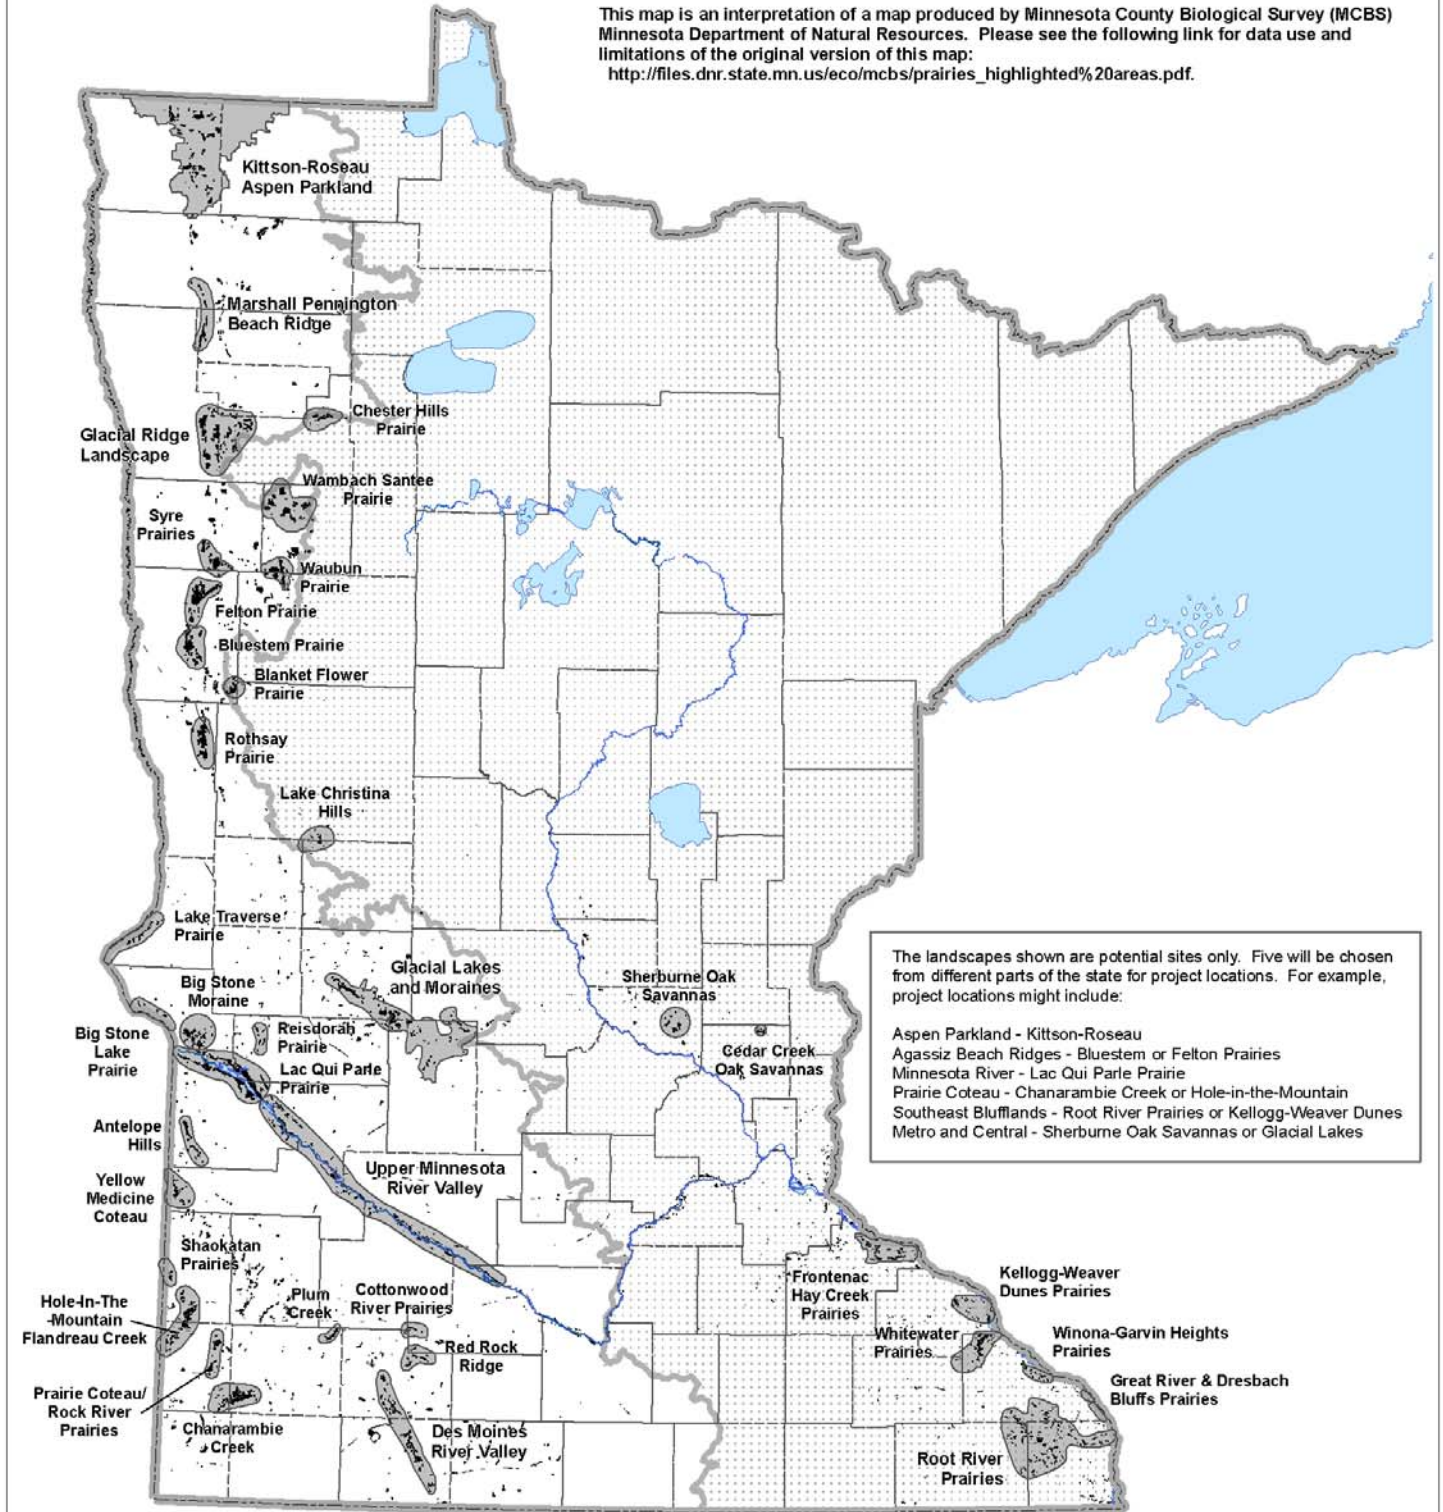 This map is an interpretation of a map produced by Minnesota County Biological Survey (MCBS)
Minnesota Department of Natural Resources.  Please see the following link for data use and
limitations of the original version of this map:
http://files.dnr.state.mn.us/eco/mcbs/prairies_highlighted%20areas.pdf.
Kittson-Roseau
Aspen Parkland
Marshall Pennington
Beach Ridge
Chester Hills
Prairie
Glacial Ridge
Landscape
Wambach Santee
Prairie
Syre
Prairies
Waubun
Prairie
Felton Prairie
Bluestem Prairie
Blanket Flower
Prairie
Rothsay
Prairie
Lake Christina
Hills
Lake Traverse
Prairie
Glacial Lakes
and Moraines
Big Stone
Moraine
Sherburne Oak
Savannas
Big Stone
Lake
Prairie
Reisdorah
Prairie
Lac Qui Parle
Prairie
Cedar Creek
Oak Savannas
The landscapes shown are potential sites only.  Five will be chosen
from different parts of the state for project locations.  For example,
project locations might include:
Aspen Parkland - Kittson-Roseau
Agassiz Beach Ridges - Bluestem or Felton Prairies
Minnesota River - Lac Qui Parle Prairie
Prairie Coteau - Chanarambie Creek or Hole-in-the-Mountain
Southeast Blufflands - Root River Prairies or Kellogg-Weaver Dunes
Metro and Central - Sherburne Oak Savannas or Glacial Lakes
Antelope
Hills
Upper Minnesota
River Valley
Yellow
Medicine
Coteau
Shaokatan
Prairies
Hole-In-The
-Mountain
Flandreau Creek
Plum
Creek
Cottonwood
River Prairies
Frontenac
Hay Creek
Prairies
Kellogg-Weaver
Dunes Prairies
Whitewater
Prairies
Winona-Garvin Heights
Prairies
Red Rock
Ridge
Great River & Dresbach
Bluffs Prairies
Prairie Coteau/
Rock River
Prairies
Chanarambie
Creek
Des Moines
River Valley
Root River
Prairies